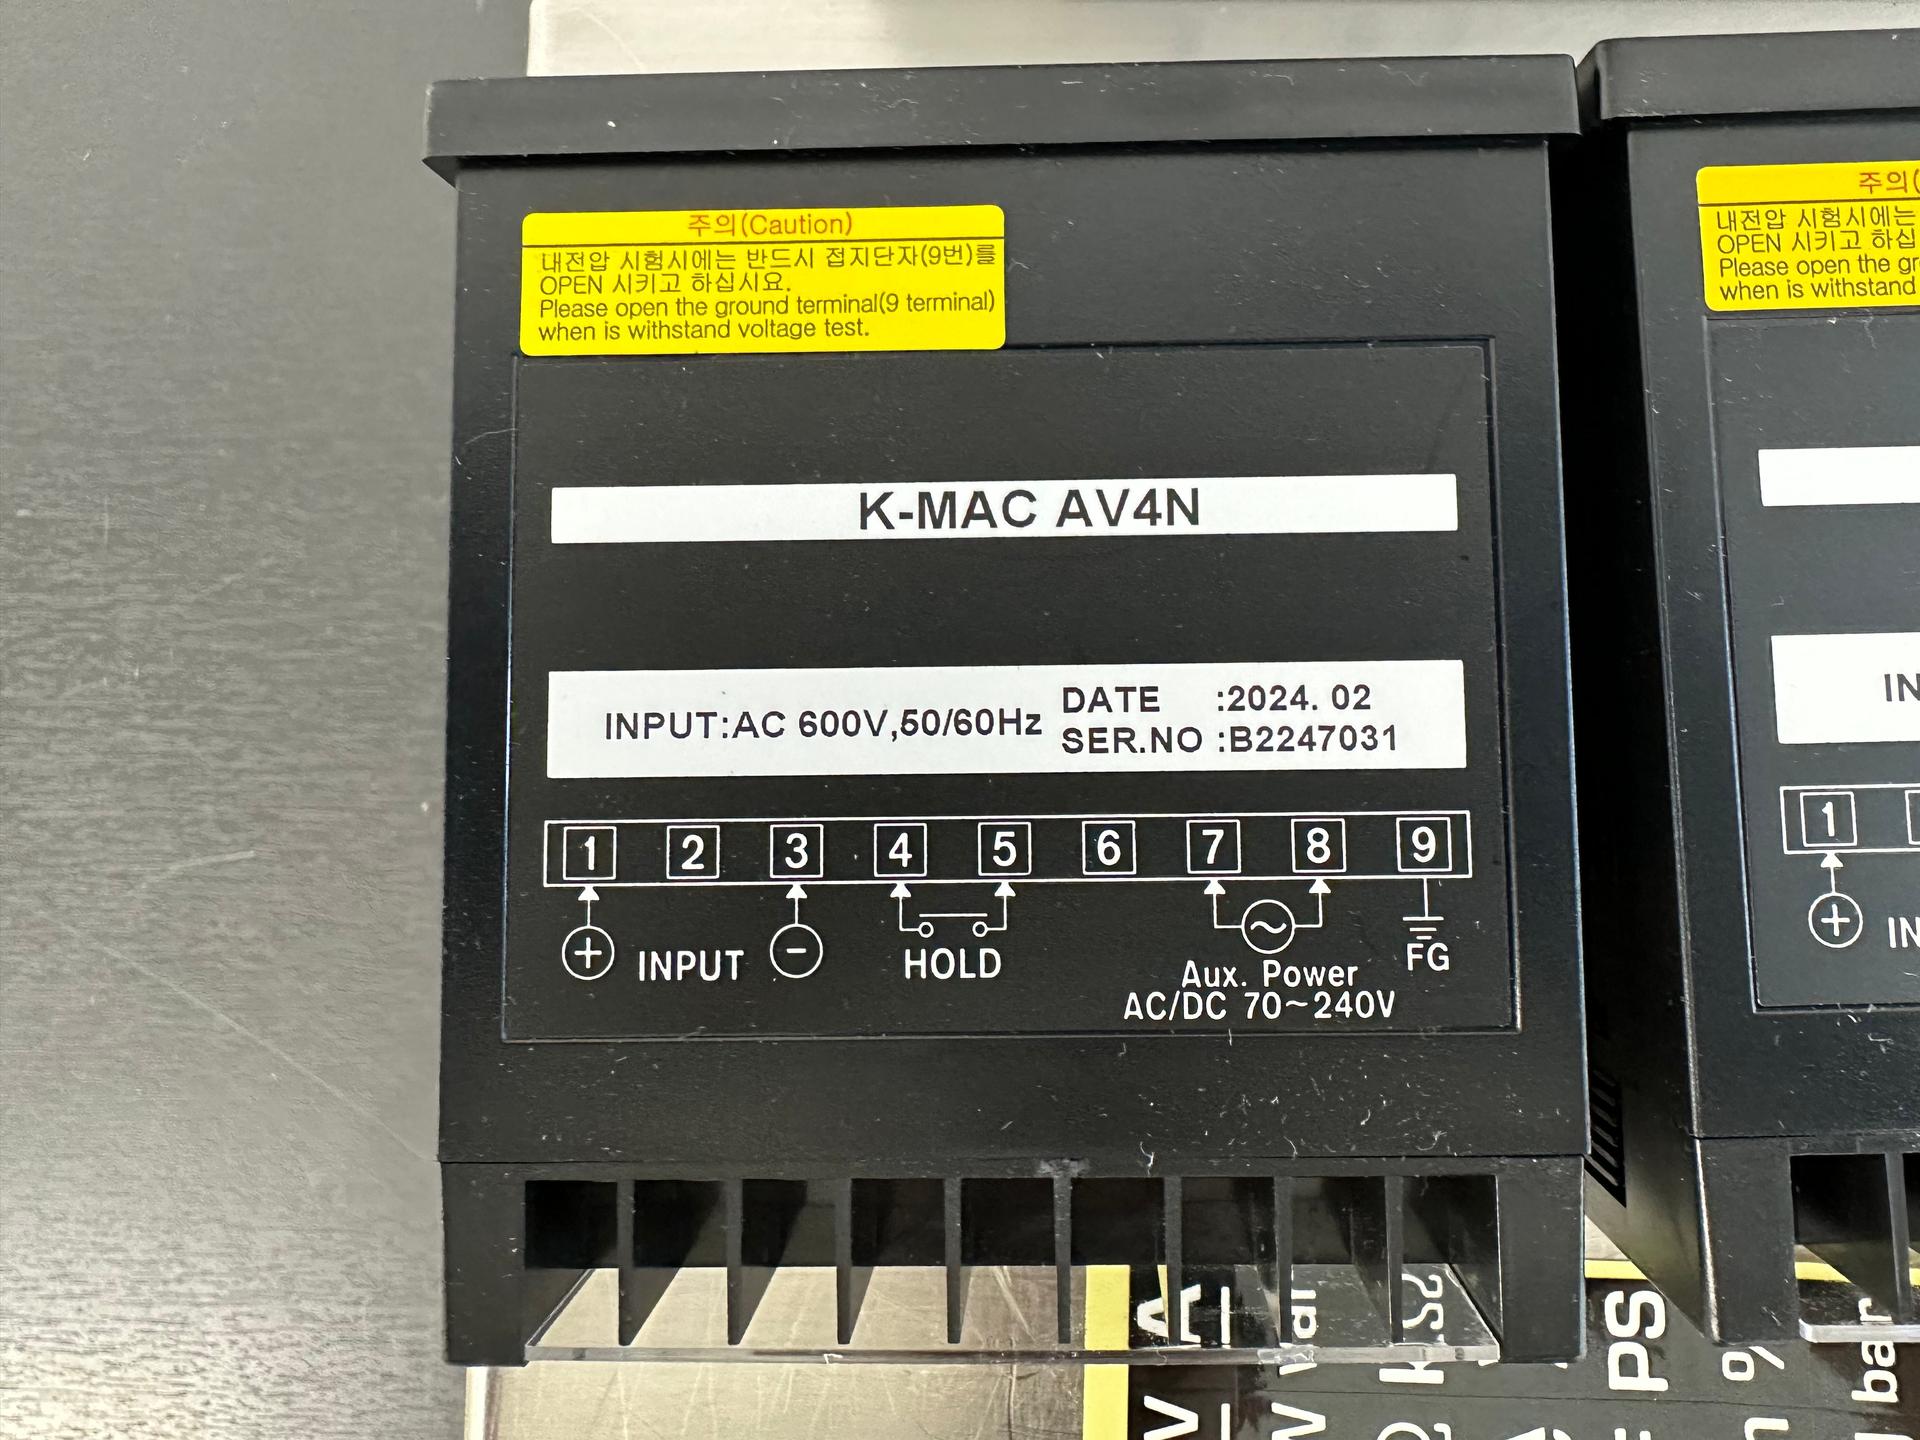 주의(Caution)
내전압 시험시에는 반드시 접지단자(9번)를
OPEN 시키고 하십시요.
Please open the ground terminal(9 terminal)
when is withstand voltage test.
K-MAC AV4N
INPUT:AC 600V,50/60Hz
DATE :2024. 02
SER.NO :B2247031
1 2 3 4 5 6 7 8 9
+ INPUT -
HOLD
Aux. Power
AC/DC 70~240V
FG
주의(
내전압 시험시에는
OPEN 시키고
Please open the
when is withstand
1
+
PS
%
bar